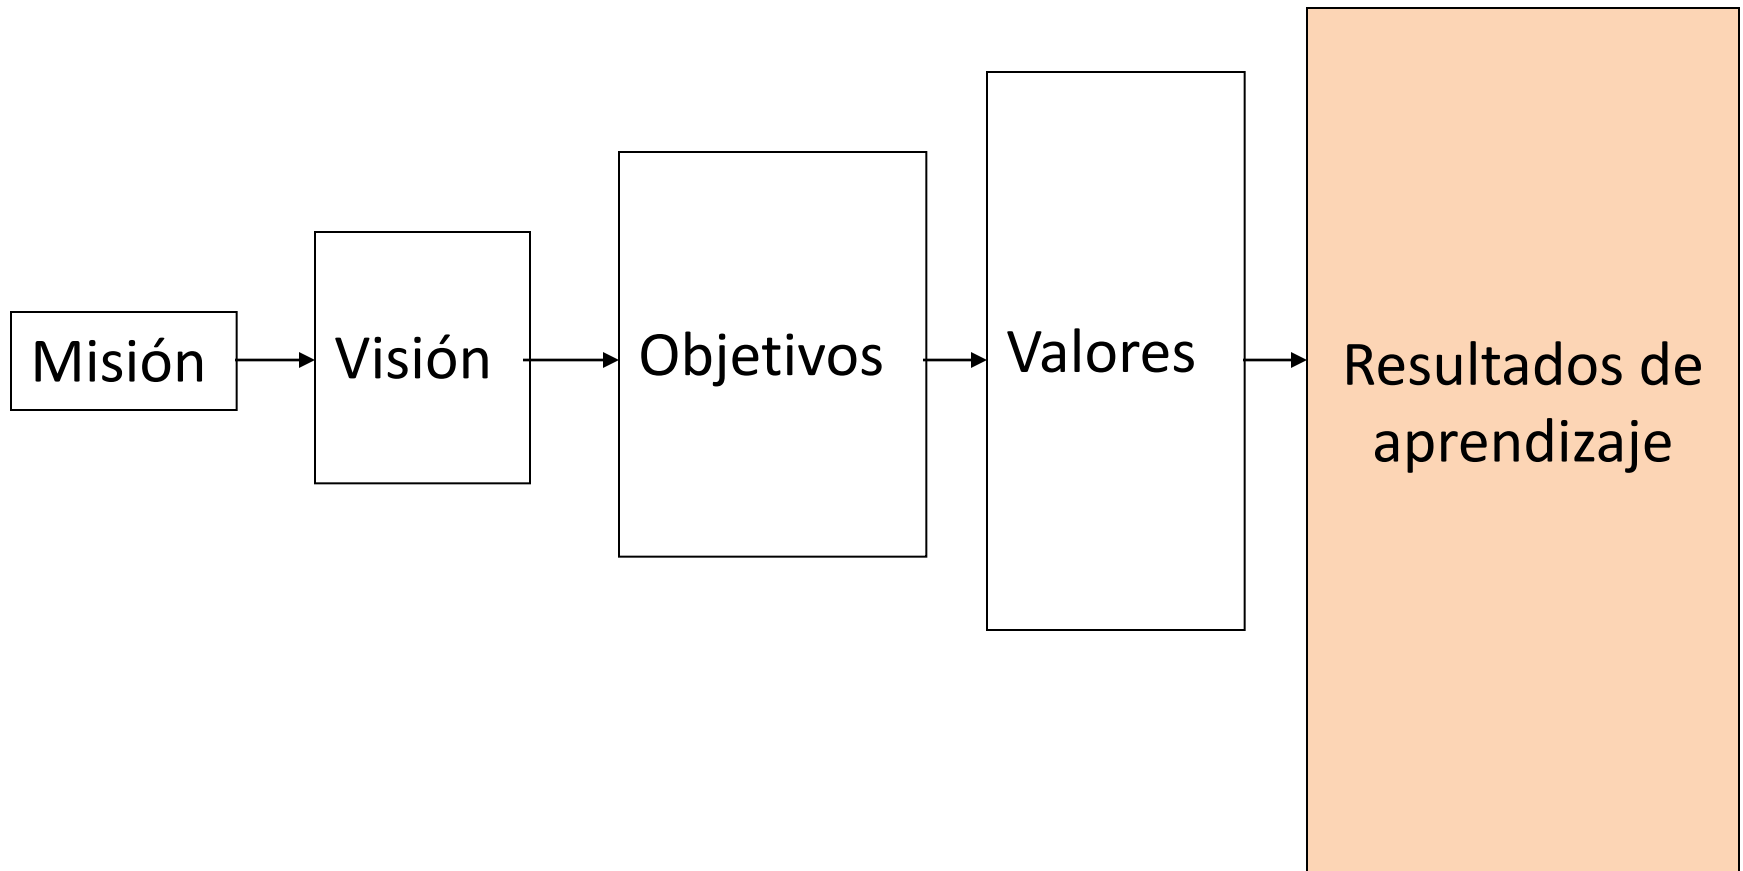 Misión
Visión
Objetivos
Valores
Resultados de
aprendizaje